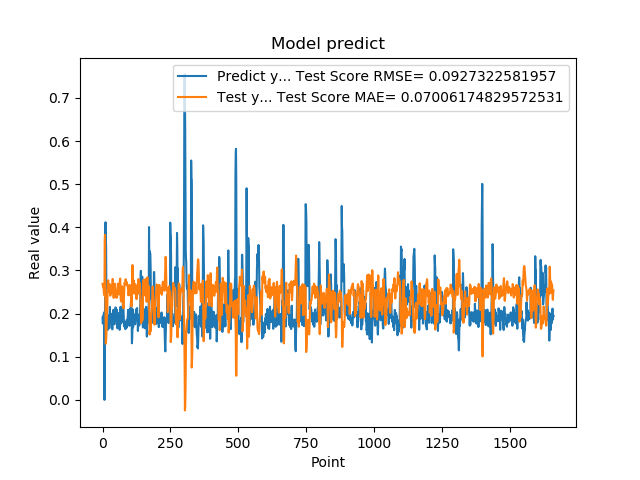 Model predict
Predict y... Test Score RMSE= 0.0927322581957
Test y... Test Score MAE= 0.07006174829572531
0.7
0.6
0.5
0.4
0.3
0.2
0.1
0.0
Real value
0 250 500 750 1000 1250 1500
Point